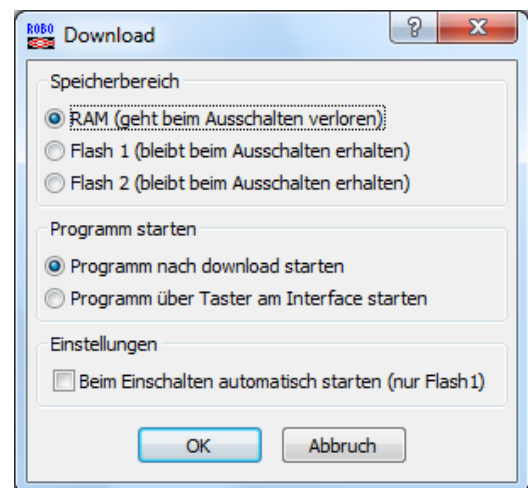 ROBO
Download
?
X
Speicherbereich
RAM (geht beim Ausschalten verloren)
Flash 1 (bleibt beim Ausschalten erhalten)
Flash 2 (bleibt beim Ausschalten erhalten)
Programm starten
Programm nach download starten
Programm über Taster am Interface starten
Einstellungen
Beim Einschalten automatisch starten (nur Flash1)
OK
Abbruch